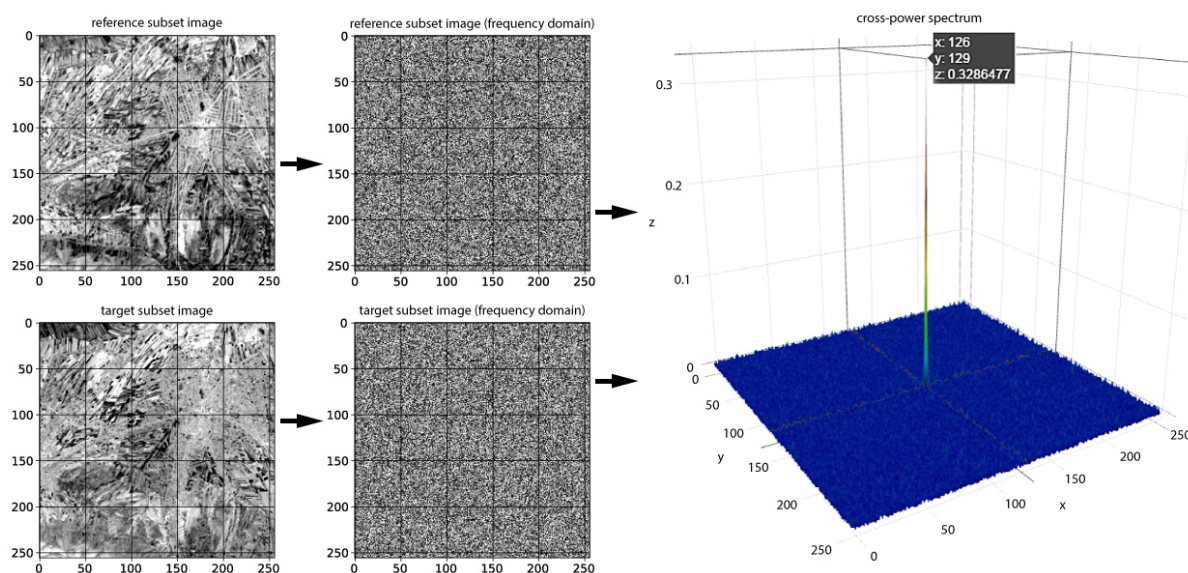 reference subset image
reference subset image (frequency domain)
cross-power spectrum
0
50
100
150
200
250
0 50 100 150 200 250
0
50
100
150
200
250
0 50 100 150 200 250
target subset image
target subset image (frequency domain)
0
50
100
150
200
250
0 50 100 150 200 250
0
50
100
150
200
250
0 50 100 150 200 250
x: 126
y: 129
z: 0.3286477
0.3
0.2
z
0.1
0
0
50
100
y
150
200
250
0
50
100
150
x
200
250